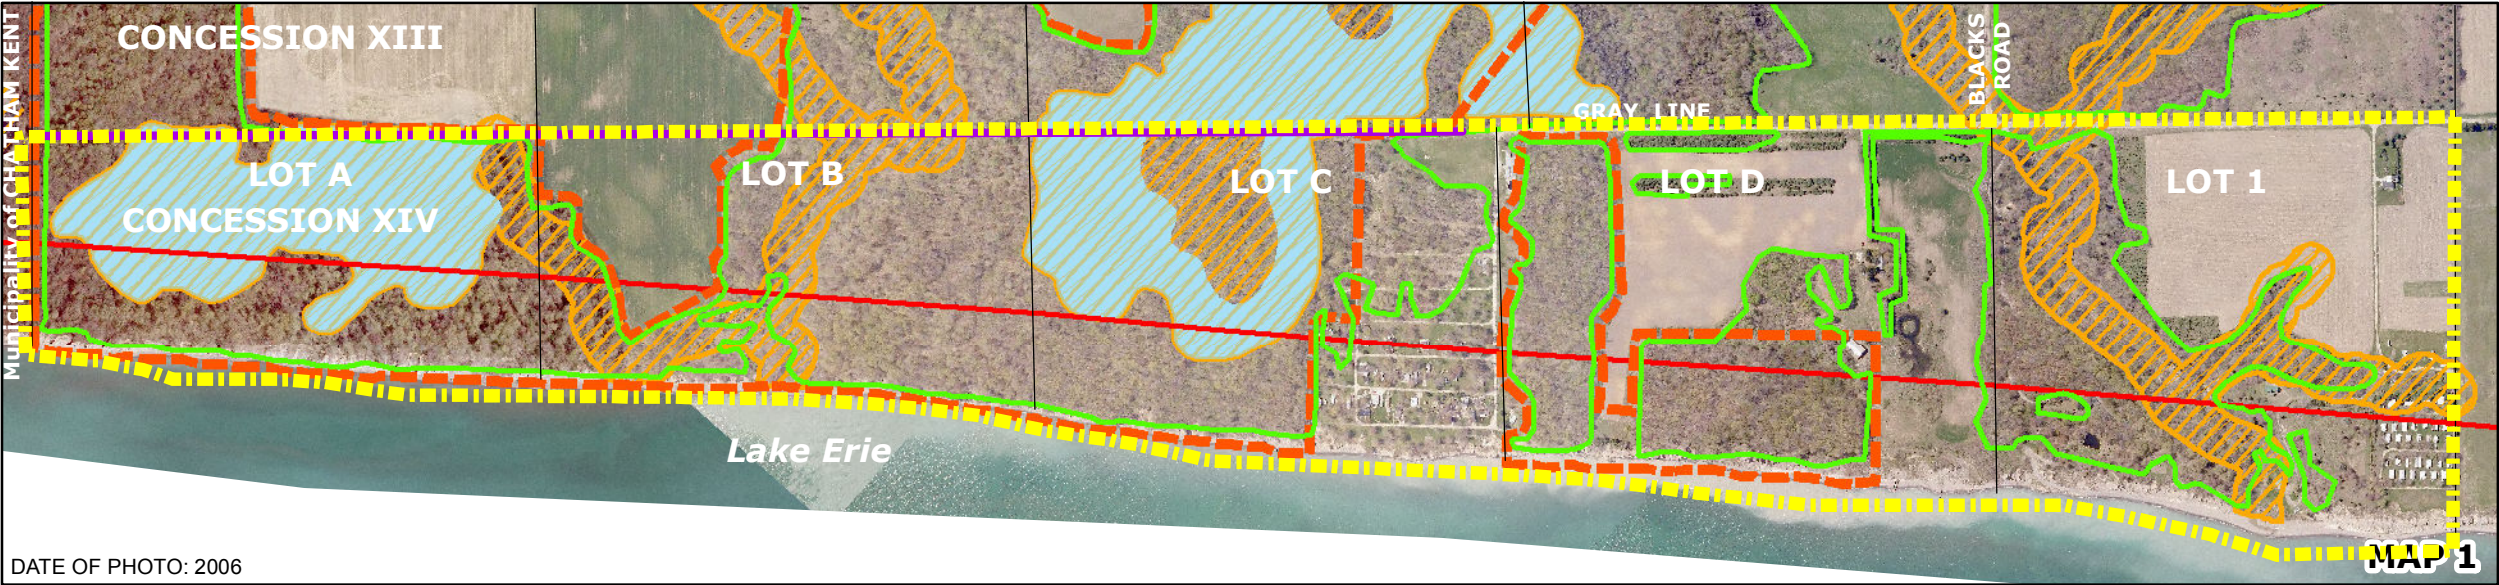 CONCESSION XIII
Municipality of CHATHAM KENT
BLACKS
ROAD
GRAY LINE
LOT A
CONCESSION XIV
LOT B
LOT C
LOT D
LOT 1
Lake Erie
DATE OF PHOTO: 2006
MAP 1